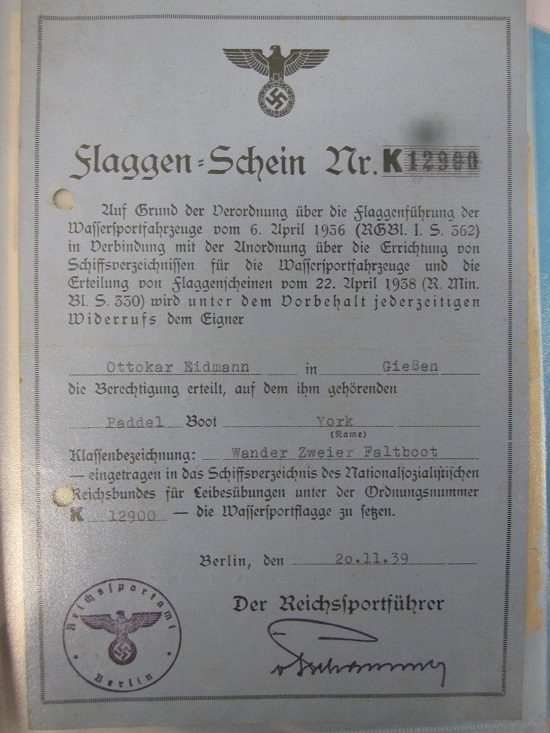 Flaggen-Schein Nr. K 12900
Auf Grund der Verordnung über die Flaggenführung der
Wassersportfahrzeuge vom 6. April 1936 (RGBl. I. S. 362)
in Verbindung mit der Anordnung über die Errichtung von
Schiffsverzeichnissen für die Wassersportfahrzeuge und die
Erteilung von Flaggenscheinen vom 22. April 1938 (R. Min.
Bl. S. 330) wird unter dem Vorbehalt jederzeitigen
Widerrufs dem Eigner
Ottokar Eidmann in Gießen
die Berechtigung erteilt, auf dem ihm gehörenden
Paddel Boot York
(Name)
Klassenbezeichnung: Wander Zweier Faltboot
— eingetragen in das Schiffsverzeichnis des Nationalsozialistischen
Reichsbundes für Leibesübungen unter der Ordnungsnummer
K 12900 — die Wassersportflagge zu setzen.
Berlin, den 2o.11.39
Der Reichssportführer
Reichssportamt
Berlin